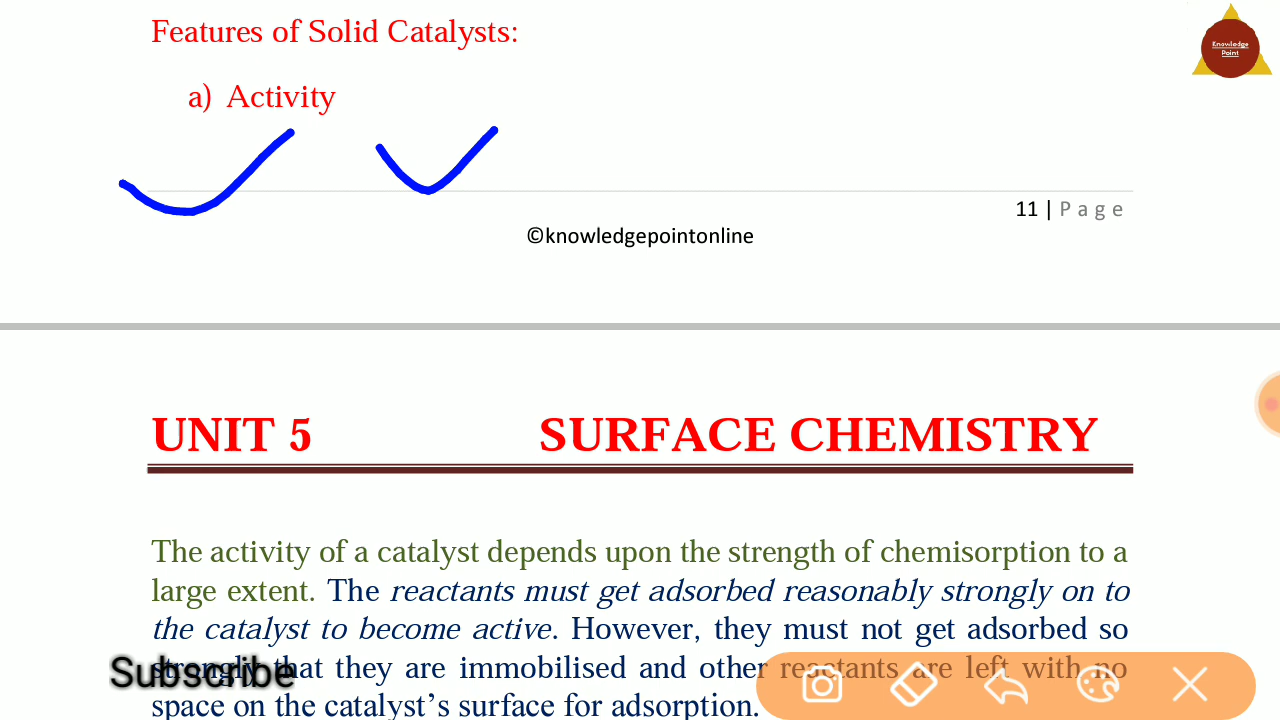 Features of Solid Catalysts:
Knowledge
Point
a) Activity
11 | Page
©knowledgepointonline
UNIT 5 SURFACE CHEMISTRY
The activity of a catalyst depends upon the strength of chemisorption to a
large extent. The reactants must get adsorbed reasonably strongly on to
the catalyst to become active. However, they must not get adsorbed so
strongly that they are immobilised and other reactants are left with no
Subscribe
space on the catalyst’s surface for adsorption.